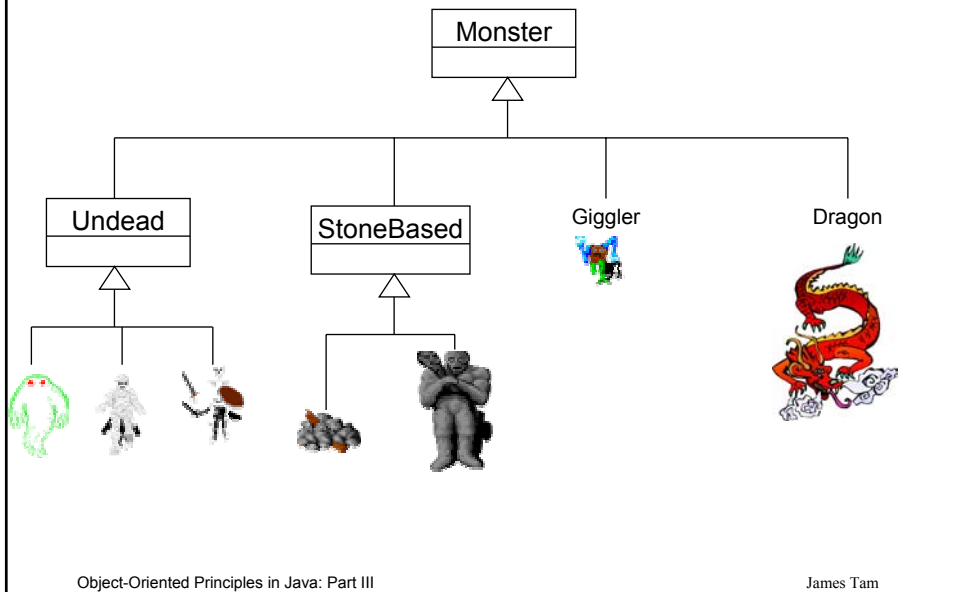 Monster
Undead
StoneBased
Giggler
Dragon
Object-Oriented Principles in Java: Part III
James Tam